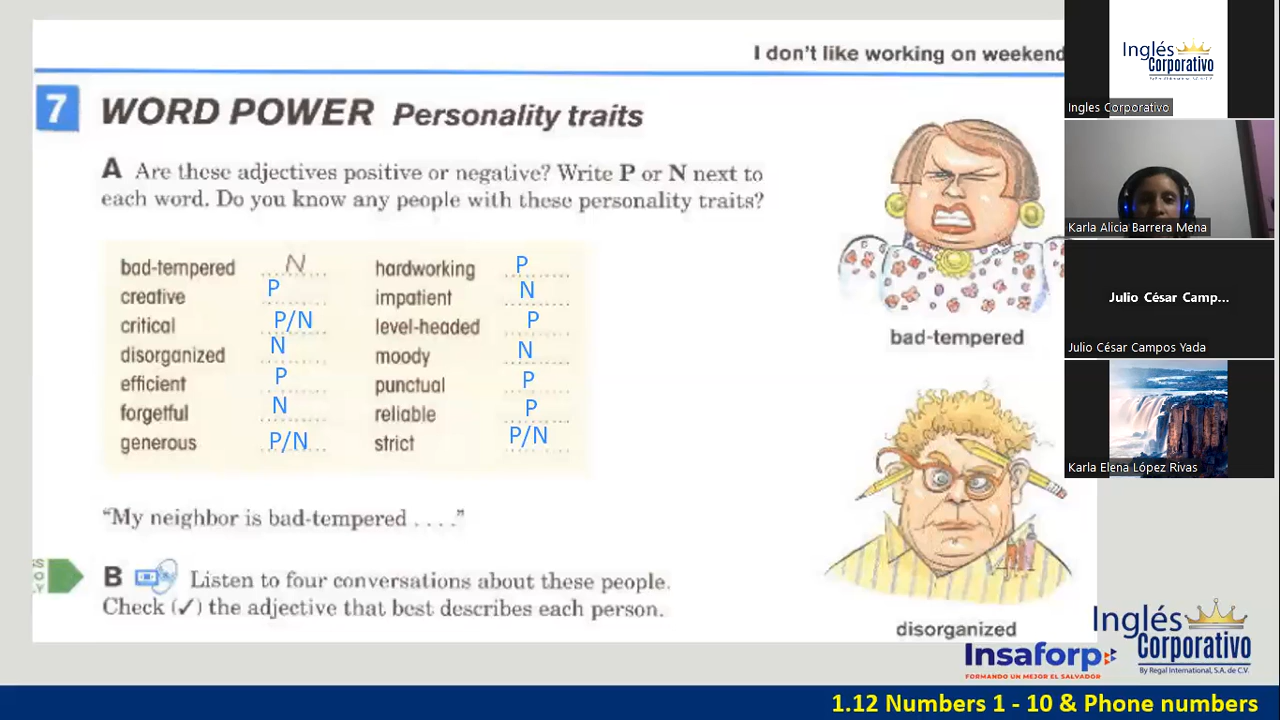 I don't like working on weekend
7 WORD POWER Personality traits
A Are these adjectives positive or negative? Write P or N next to
each word. Do you know any people with these personality traits?
bad-tempered N hardworking P
creative P impatient N
critical P/N level-headed P
disorganized N moody N
efficient P punctual P
forgetful N reliable P
generous P/N strict P/N
"My neighbor is bad-tempered . . . ."
B Listen to four conversations about these people.
Check (✓) the adjective that best describes each person.
bad-tempered
disorganized
Inglés
Corporativo
Ingles Corporativo
Karla Alicia Barrera Mena
Julio César Camp...
Julio César Campos Yada
Karla Elena López Rivas
Insaforp
FORMANDO UN MEJOR EL SALVADOR
Inglés
Corporativo
By Regal International, S.A. de C.V.
1.12 Numbers 1 - 10 & Phone numbers